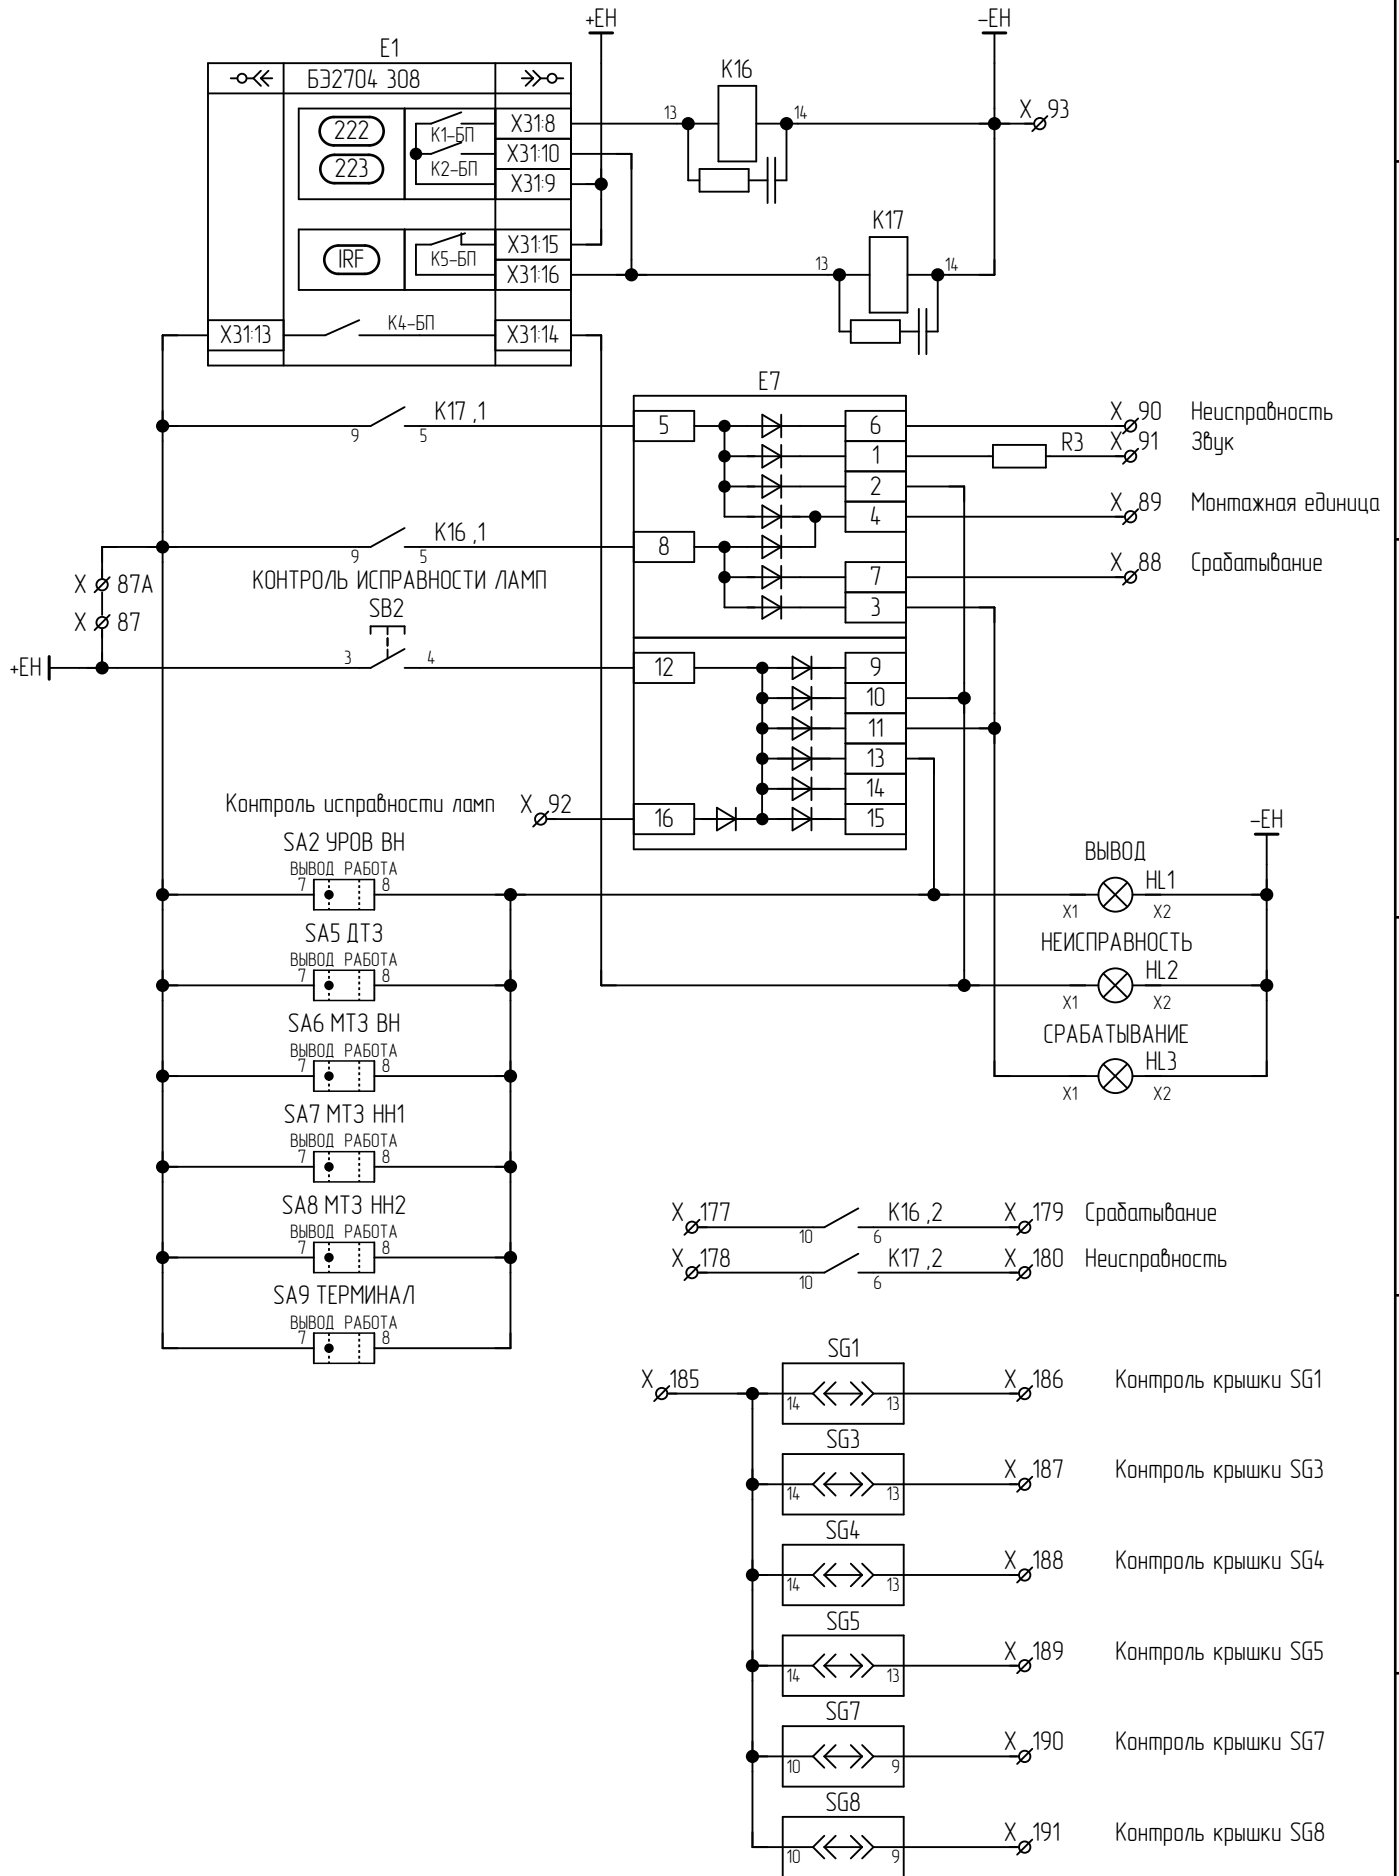 +ЕН
-ЕН
E1
БЭ2704 308
K16
13
14
X 93
222
223
К1-БП
К2-БП
X31:8
X31:10
X31:9
IRF
К5-БП
X31:15
X31:16
K17
13
14
X31:13
К4-БП
X31:14
E7
K17 ,1
9
5
5
6
X 90 Неисправность
1
R3
X 91 Звук
2
4
X 89 Монтажная единица
K16 ,1
9
5
8
7
X 88 Срабатывание
3
X 87A
X 87
КОНТРОЛЬ ИСПРАВНОСТИ ЛАМП
SB2
+ЕН
3
4
12
9
10
11
13
14
15
Контроль исправности ламп X 92
16
-ЕН
SA2 УРОВ ВН
ВЫВОД РАБОТА
7
8
ВЫВОД
HL1
X1
X2
SA5 ДТЗ
ВЫВОД РАБОТА
7
8
НЕИСПРАВНОСТЬ
HL2
X1
X2
SA6 МТЗ ВН
ВЫВОД РАБОТА
7
8
СРАБАТЫВАНИЕ
HL3
X1
X2
SA7 МТЗ НН1
ВЫВОД РАБОТА
7
8
SA8 МТЗ НН2
ВЫВОД РАБОТА
7
8
SA9 ТЕРМИНАЛ
ВЫВОД РАБОТА
7
8
X 177
10
K16 ,2
6
X 179 Срабатывание
X 178
10
K17 ,2
6
X 180 Неисправность
X 185
SG1
14
13
X 186 Контроль крышки SG1
SG3
14
13
X 187 Контроль крышки SG3
SG4
14
13
X 188 Контроль крышки SG4
SG5
14
13
X 189 Контроль крышки SG5
SG7
10
9
X 190 Контроль крышки SG7
SG8
10
9
X 191 Контроль крышки SG8